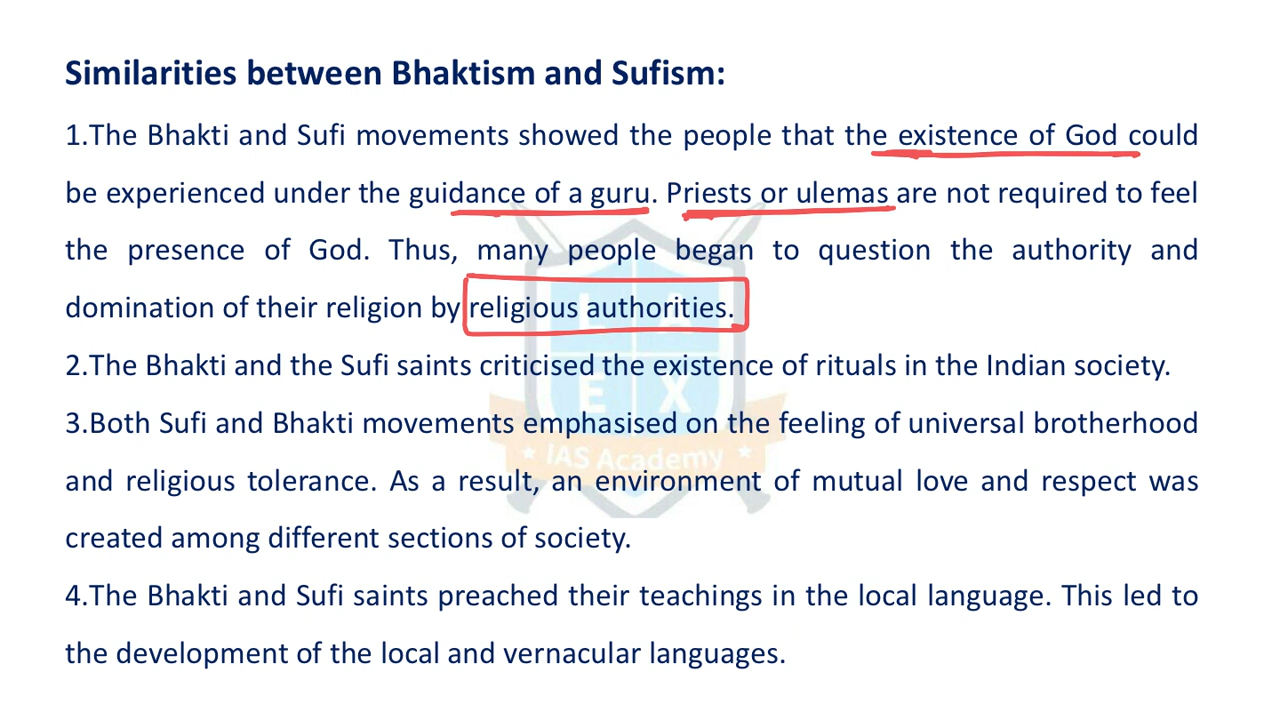 Similarities between Bhaktism and Sufism:
1.The Bhakti and Sufi movements showed the people that the existence of God could
be experienced under the guidance of a guru. Priests or ulemas are not required to feel
the presence of God. Thus, many people began to question the authority and
domination of their religion by religious authorities.
L A
2.The Bhakti and the Sufi saints criticised the existence of rituals in the Indian society.
E X
3.Both Sufi and Bhakti movements emphasised on the feeling of universal brotherhood
IAS Academy
and religious tolerance. As a result, an environment of mutual love and respect was
created among different sections of society.
4.The Bhakti and Sufi saints preached their teachings in the local language. This led to
the development of the local and vernacular languages.